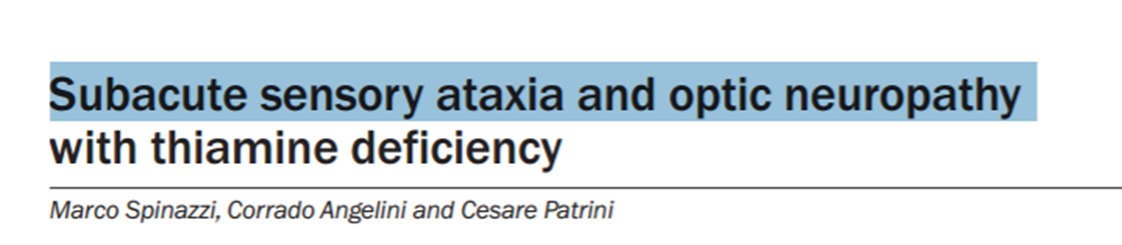 Subacute sensory ataxia and optic neuropathy
with thiamine deficiency
Marco Spinazzi, Corrado Angelini and Cesare Patrini